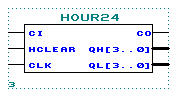 HOUR24
CI CO
HCLEAR QH[3..0]
CLK QL[3..0]
3